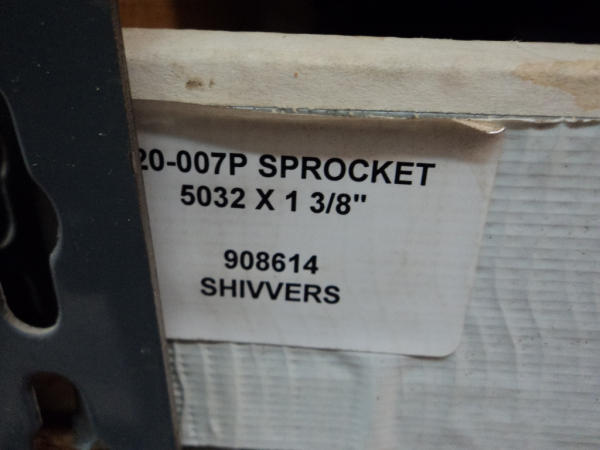 20-007P SPROCKET
5032 X 1 3/8"
908614
SHIVVERS